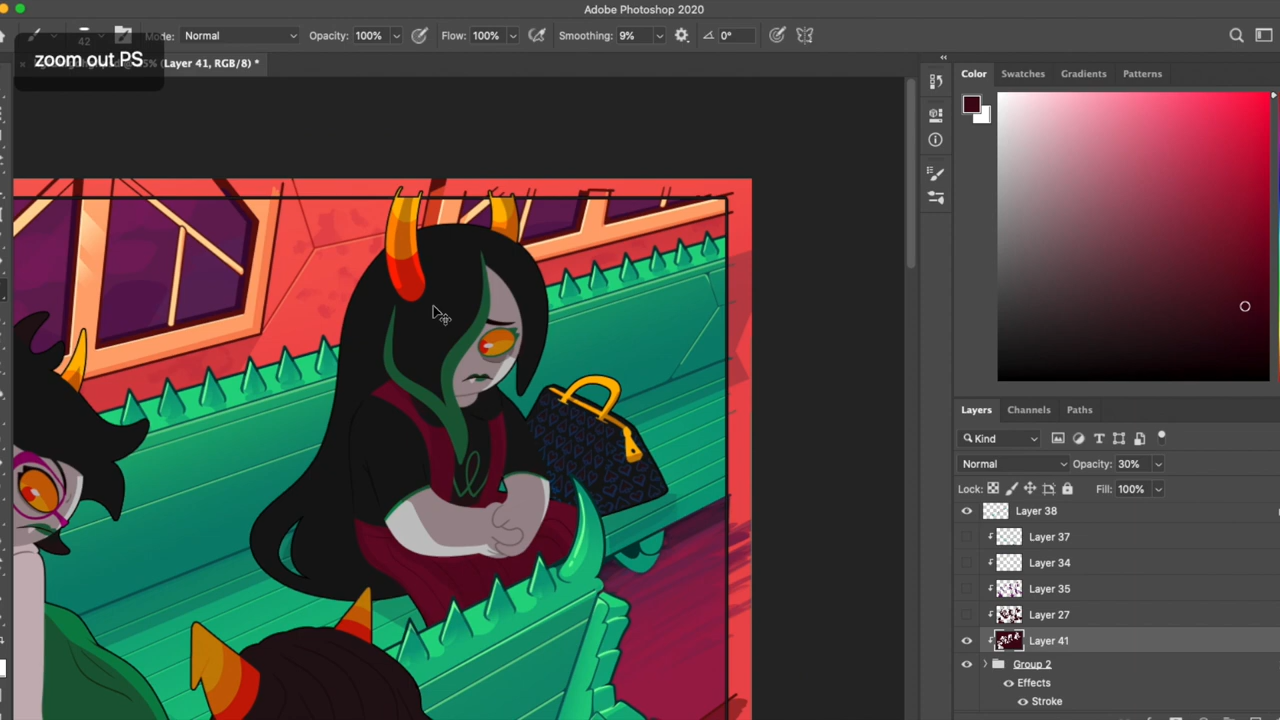 Adobe Photoshop 2020
42
Mode: Normal
Opacity: 100%
Flow: 100%
Smoothing: 9%
0°
zoom out PS
% (Layer 41, RGB/8) *
Color
Swatches
Gradients
Patterns
Layers
Channels
Paths
Kind
Normal
Opacity: 30%
Lock:
Fill: 100%
Layer 38
Layer 37
Layer 34
Layer 35
Layer 27
Layer 41
Group 2
Effects
Stroke